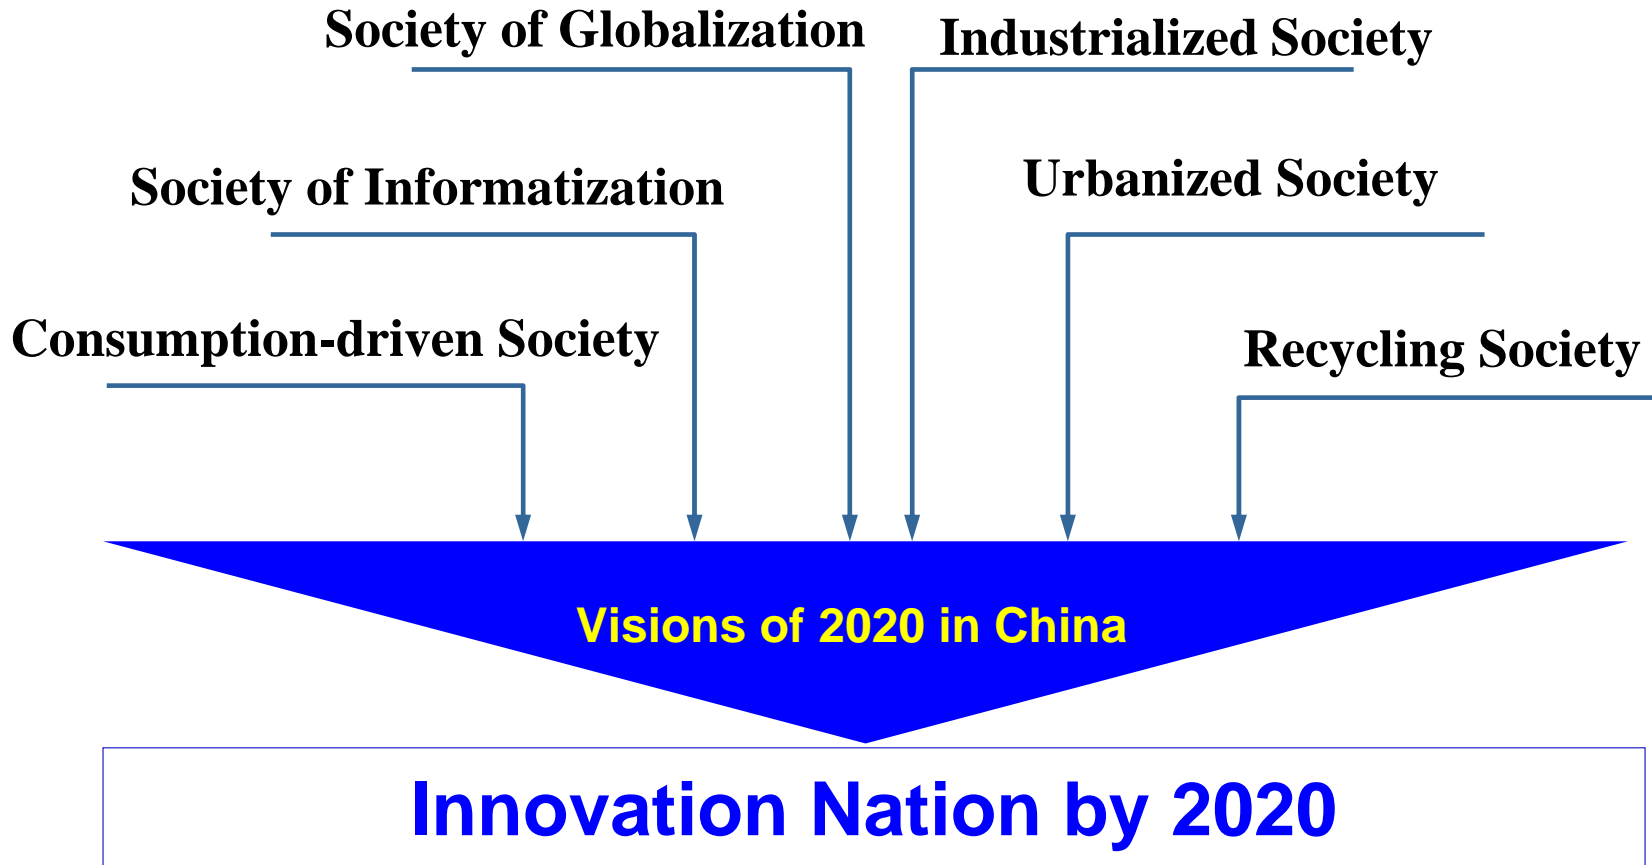 Society of Globalization
Industrialized Society
Society of Informatization
Urbanized Society
Consumption-driven Society
Recycling Society
Visions of 2020 in China
Innovation Nation by 2020